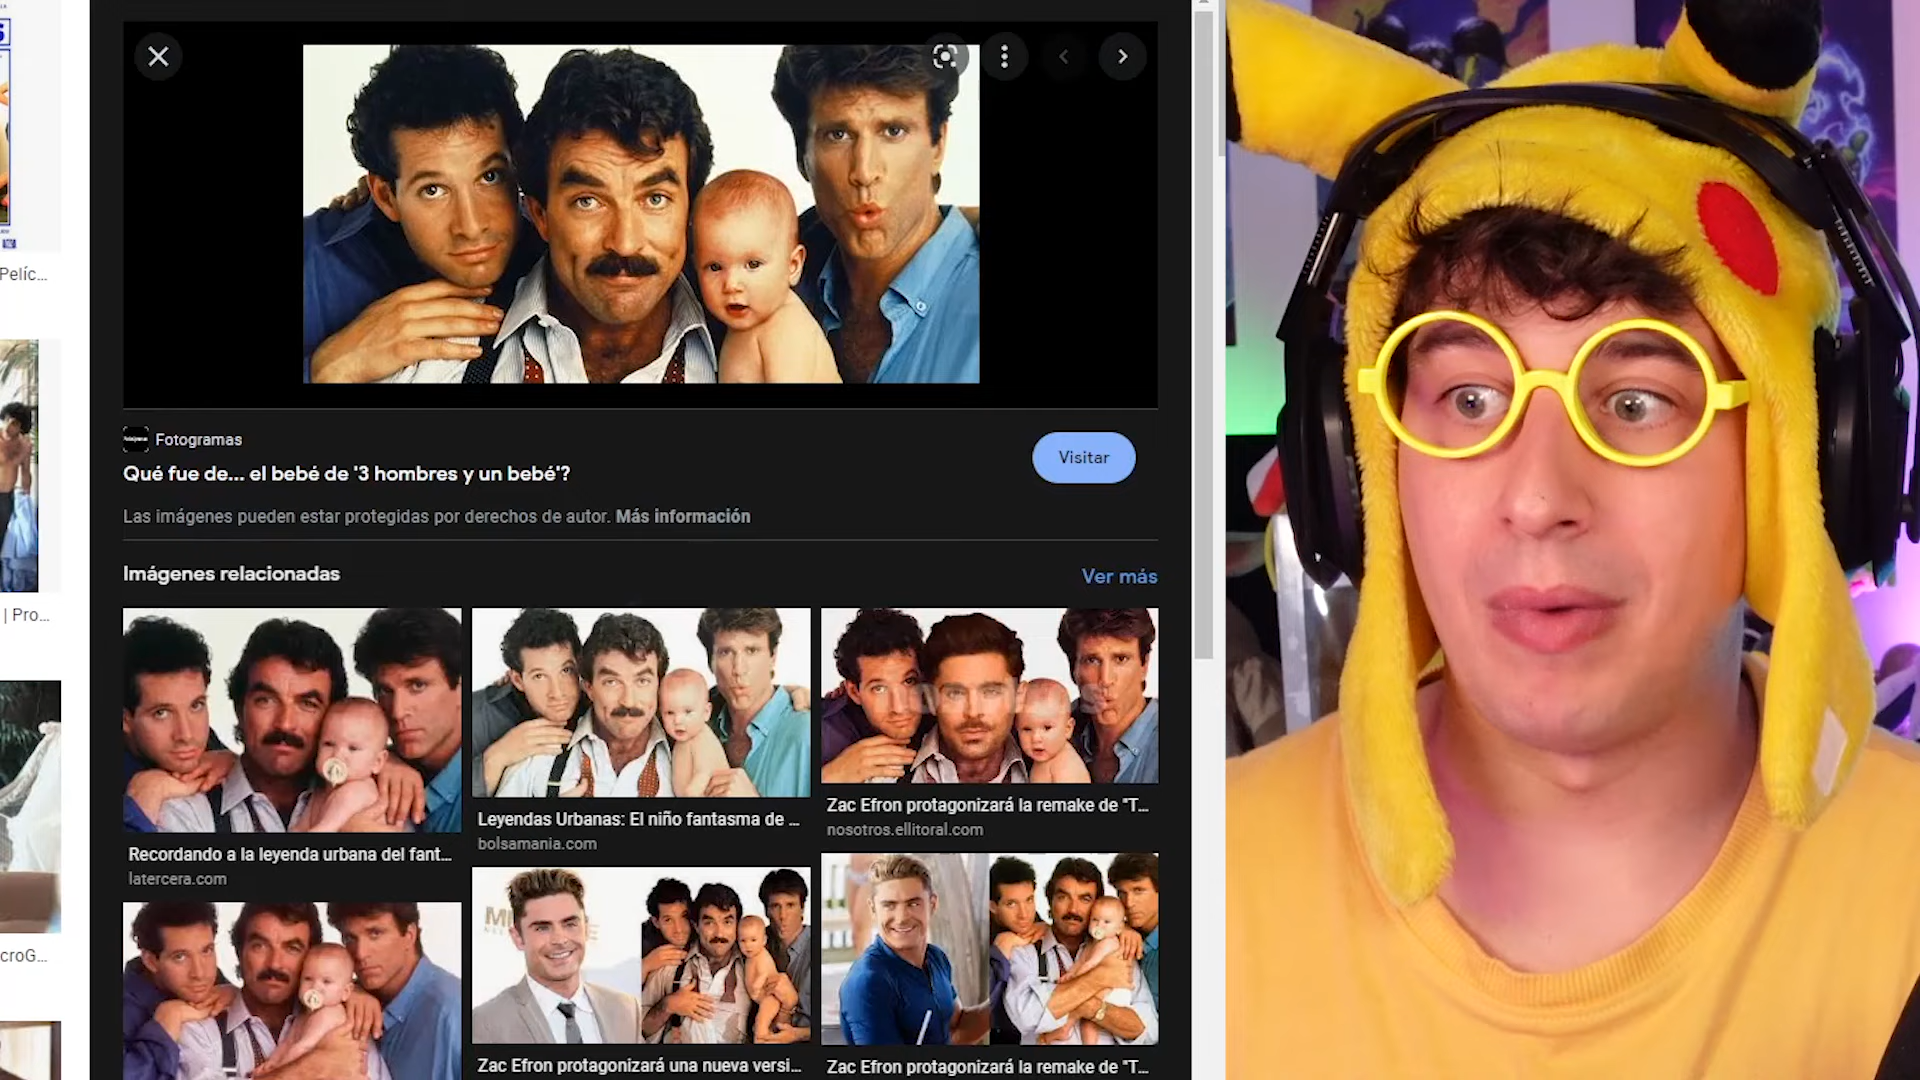 Pelíc...
| Pro...
croG...
Fotogramas
Qué fue de... el bebé de '3 hombres y un bebé'?
Visitar
Las imágenes pueden estar protegidas por derechos de autor. Más información
Imágenes relacionadas
Ver más
Recordando a la leyenda urbana del fant...
latercera.com
Leyendas Urbanas: El niño fantasma de ...
bolsamania.com
Zac Efron protagonizará la remake de "T...
nosotros.ellitoral.com
Zac Efron protagonizará una nueva versi...
Zac Efron protagonizará la remake de "T...